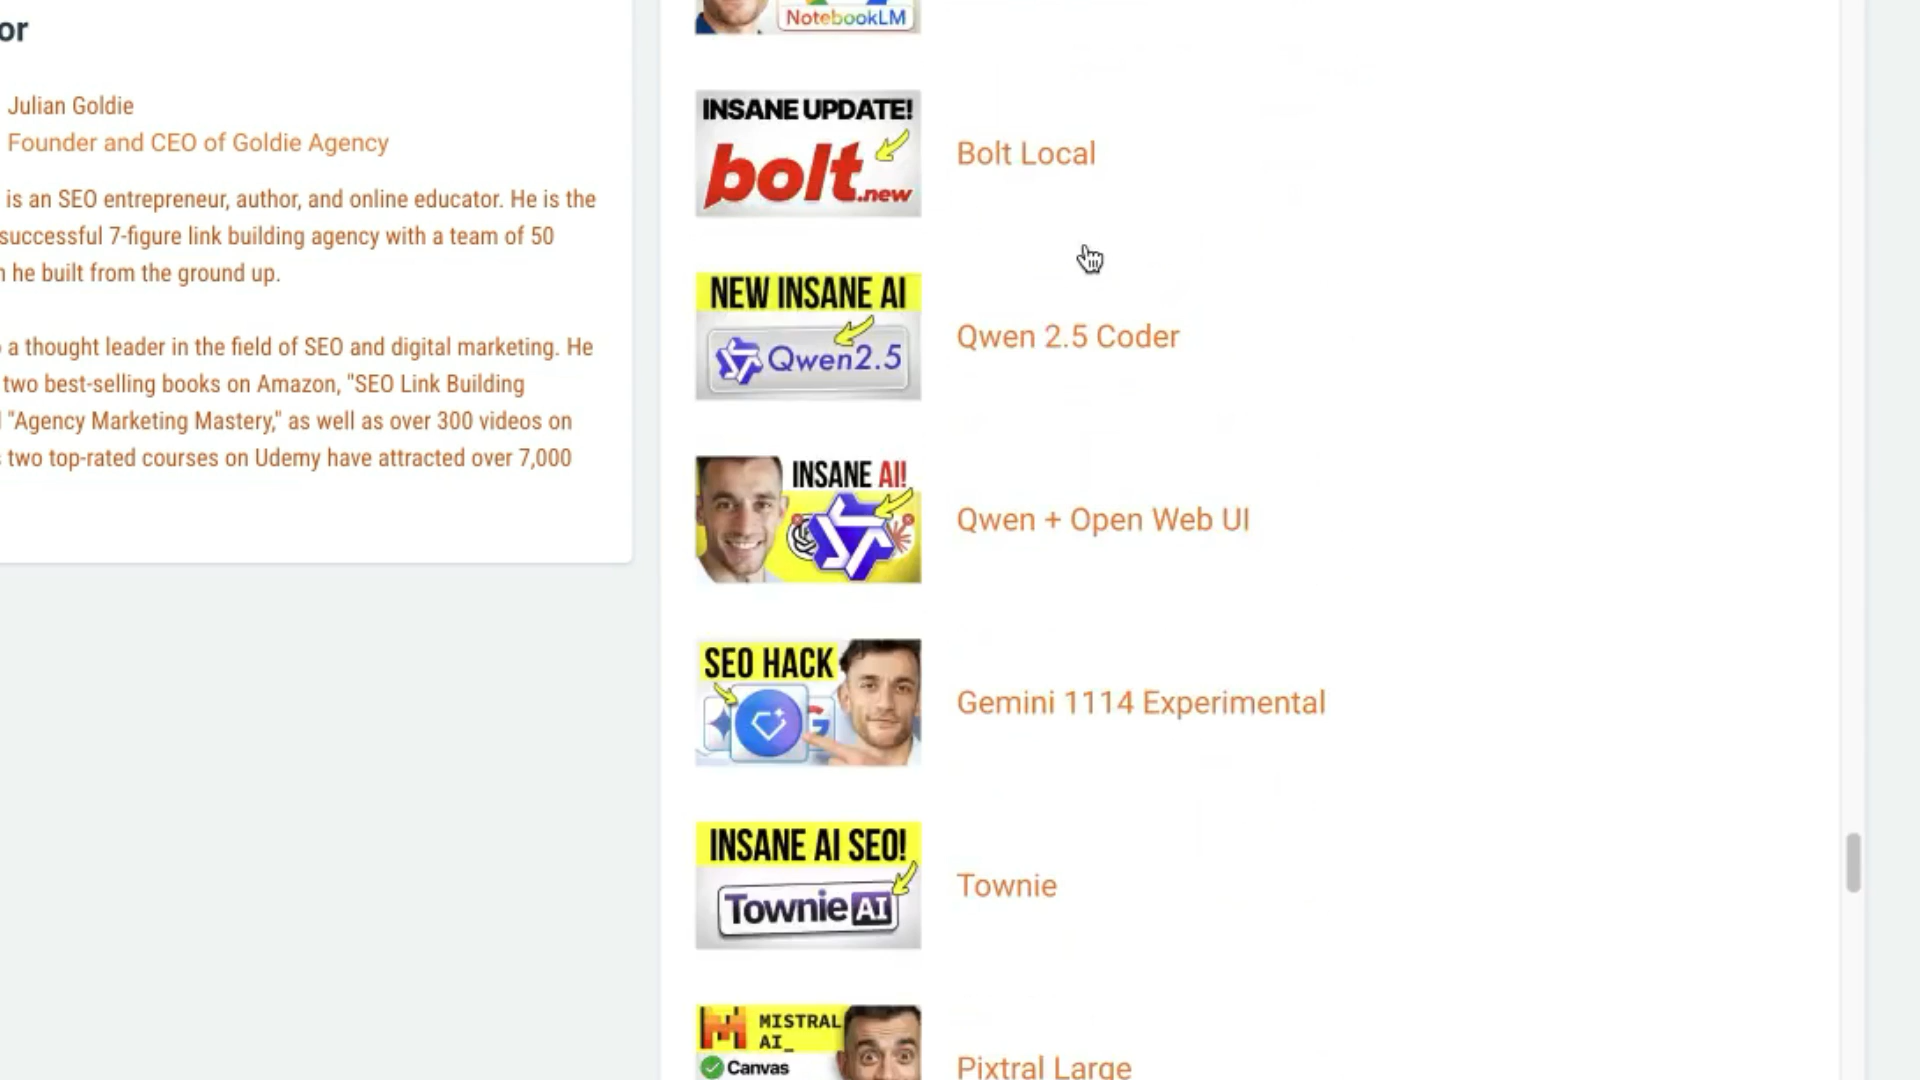 or
Julian Goldie
Founder and CEO of Goldie Agency
is an SEO entrepreneur, author, and online educator. He is the
successful 7-figure link building agency with a team of 50
he built from the ground up.
a thought leader in the field of SEO and digital marketing. He
two best-selling books on Amazon, "SEO Link Building
"Agency Marketing Mastery," as well as over 300 videos on
two top-rated courses on Udemy have attracted over 7,000
NotebookLM
INSANE UPDATE!
bolt.new
Bolt Local
NEW INSANE AI
Qwen2.5
Qwen 2.5 Coder
INSANE AI!
Qwen + Open Web UI
SEO HACK
Gemini 1114 Experimental
INSANE AI SEO!
Townie AI
Townie
MISTRAL
AI_
Canvas
Pixtral Large